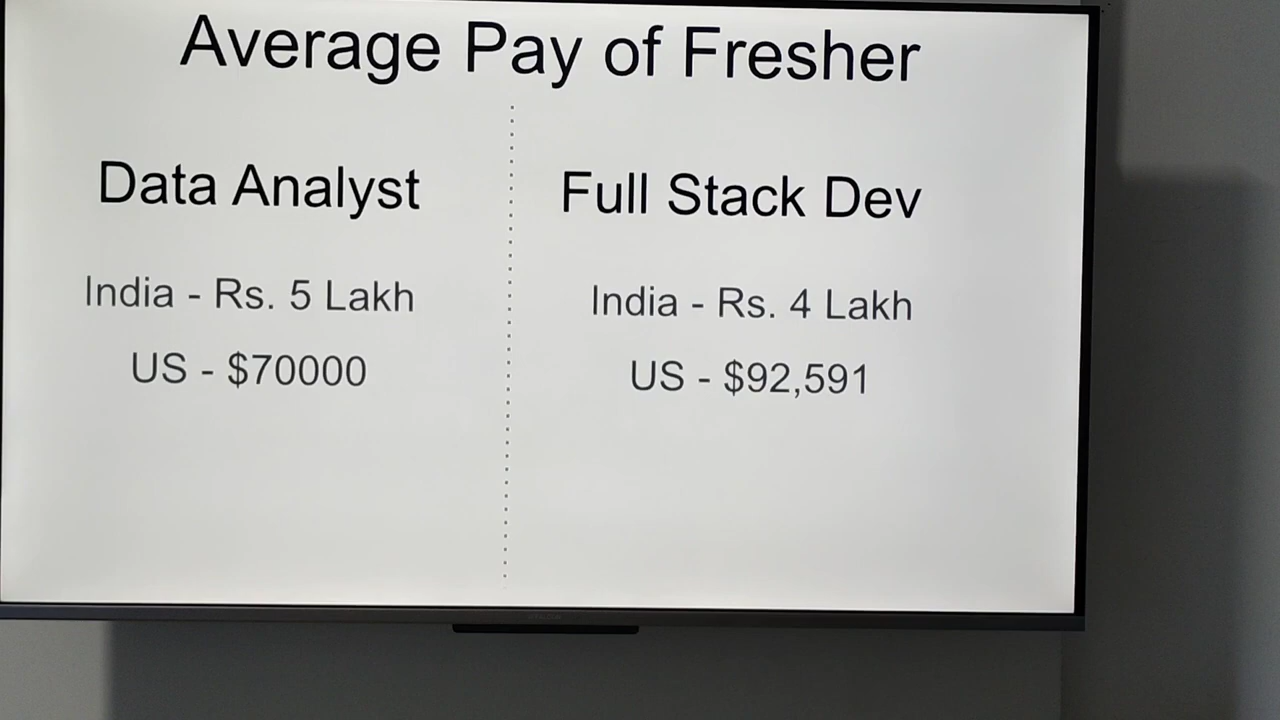 Average Pay of Fresher
Data Analyst
India - Rs. 5 Lakh
US - $70000
Full Stack Dev
India - Rs. 4 Lakh
US - $92,591